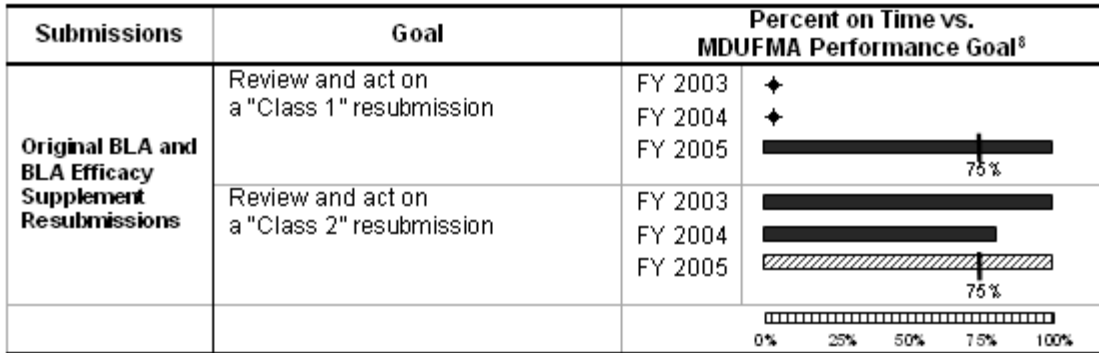 Submissions
Goal
Percent on Time vs.
MDUFMA Performance Goal⁸
Original BLA and
BLA Efficacy
Supplement
Resubmissions
Review and act on
a "Class 1" resubmission
FY 2003
FY 2004
FY 2005
75%
Review and act on
a "Class 2" resubmission
FY 2003
FY 2004
FY 2005
75%
0% 25% 50% 75% 100%